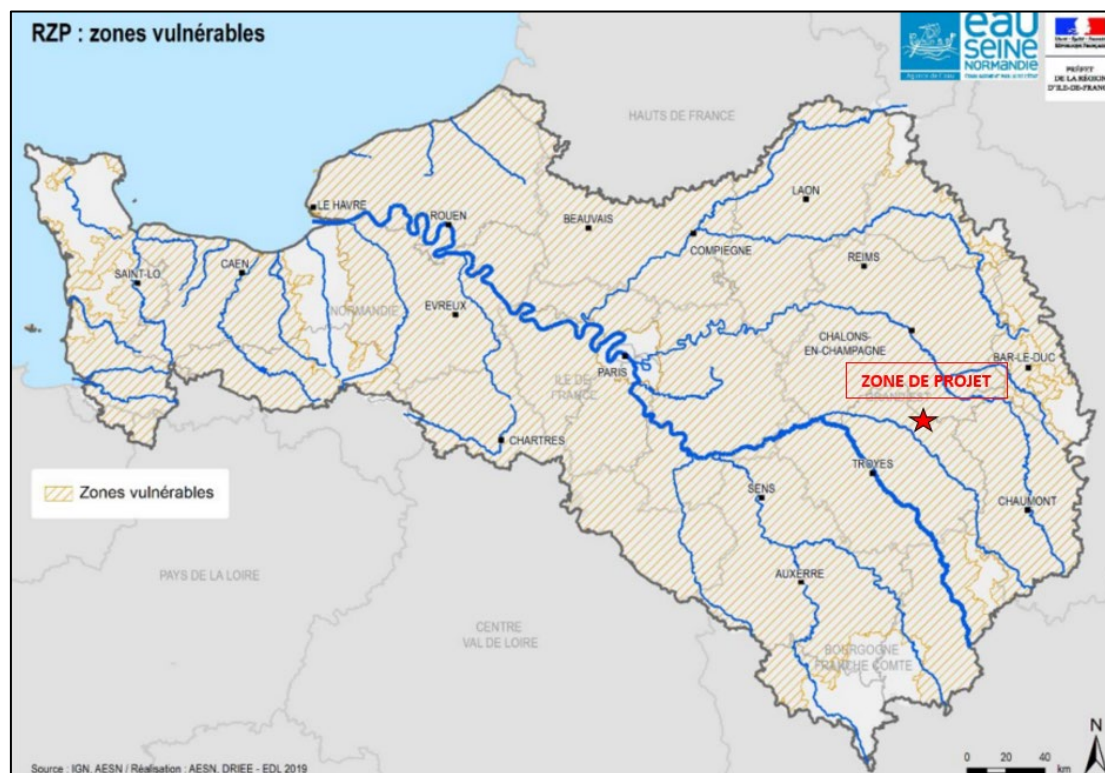 RZP : zones vulnérables
eau
SEINE
NORMANDIE
PRÉFET
DE LA RÉGION
D'ILE-DE-FRANCE
HAUTS DE FRANCE
LAON
LE HAVRE
ROUEN
BEAUVAIS
COMPIEGNE
REIMS
SAINT-LO
CAEN
NORMANDIE
EVREUX
CHALONS-
EN-CHAMPAGNE
BAR-LE-DUC
PARIS
ILE DE
FRANCE
ZONE DE PROJET
CHARTRES
TROYES
Zones vulnérables
SENS
CHAUMONT
PAYS DE LA LOIRE
AUXERRE
CENTRE
VAL DE LOIRE
BOURGOGNE
FRANCHE COMTE
N
Source : IGN, AESN / Réalisation : AESN, DRIEE - EDL 2019
0 20 40
km